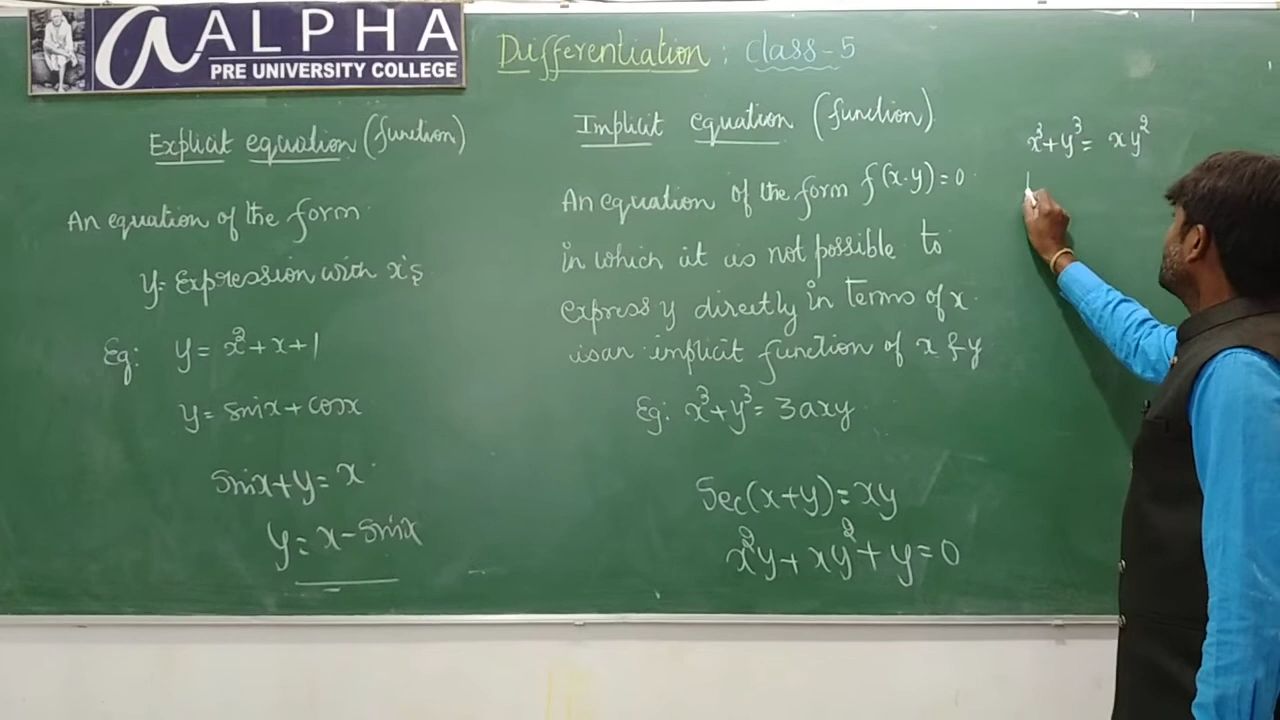 ALPHA
PRE UNIVERSITY COLLEGE
Differentiation : Class-5
Explicit equation (function)
An equation of the form
y = Expression with x's
Eg: y = x² + x + 1
y = sinx + cosx
sinx + y = x
y = x - sinx
Implicit equation (function)
An equation of the form f(x.y) = 0
in which it is not possible to
express y directly in terms of x.
is an implicit function of x & y
Eg: x³ + y³ = 3axy
Sec(x+y) = xy
x²y + xy² + y = 0
x³ + y³ = xy²